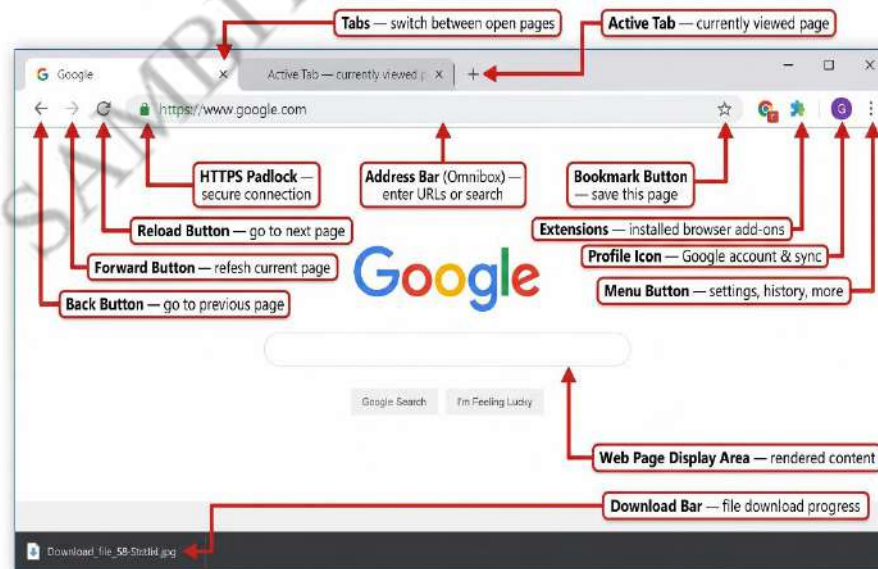 SAMBIT
Tabs — switch between open pages
Active Tab — currently viewed page
Google
Active Tab — currently viewed p
https://www.google.com
G
HTTPS Padlock —
secure connection
Address Bar (Omnibox) —
enter URLs or search
Bookmark Button
— save this page
Reload Button — go to next page
Extensions — installed browser add-ons
Forward Button — refesh current page
Google
Profile Icon — Google account & sync
Back Button — go to previous page
Menu Button — settings, history, more
Google Search
I'm Feeling Lucky
Web Page Display Area — rendered content
Download Bar — file download progress